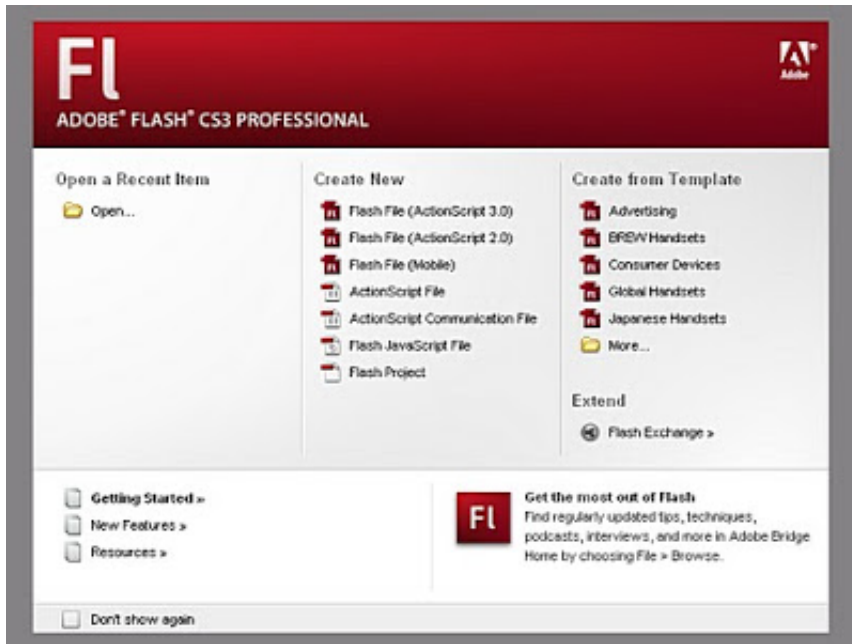 Fl
ADOBE® FLASH® CS3 PROFESSIONAL
Adobe
Open a Recent Item
Open...
Create New
Flash File (ActionScript 3.0)
Flash File (ActionScript 2.0)
Flash File (Mobile)
ActionScript File
ActionScript Communication File
Flash JavaScript File
Flash Project
Create from Template
Advertising
BREW Handsets
Consumer Devices
Global Handsets
Japanese Handsets
More...
Extend
Flash Exchange »
Getting Started »
New Features »
Resources »
Fl
Get the most out of Flash
Find regularly updated tips, techniques,
podcasts, interviews, and more in Adobe Bridge
Home by choosing File > Browse.
Don't show again